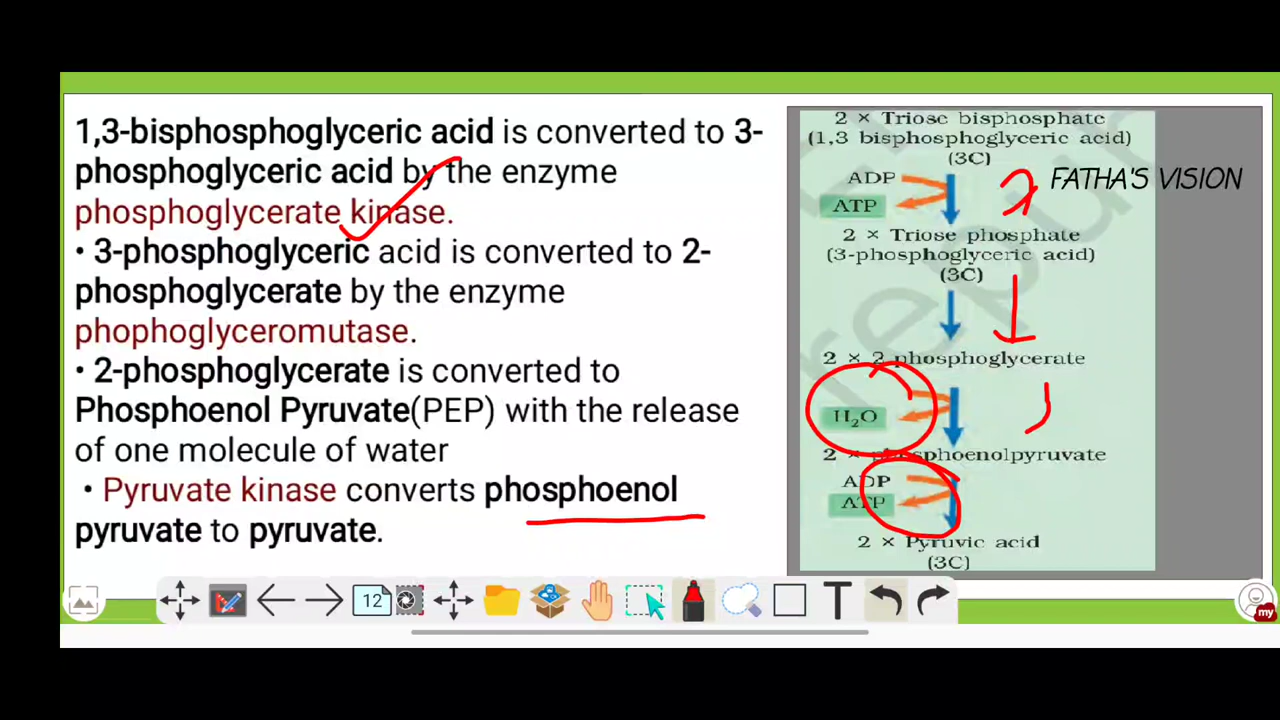 1,3-bisphosphoglyceric acid is converted to 3-
phosphoglyceric acid by the enzyme
phosphoglycerate kinase.
• 3-phosphoglyceric acid is converted to 2-
phosphoglycerate by the enzyme
phophoglyceromutase.
• 2-phosphoglycerate is converted to
Phosphoenol Pyruvate(PEP) with the release
of one molecule of water
• Pyruvate kinase converts phosphoenol
pyruvate to pyruvate.
2 × Triose bisphosphate
(1,3 bisphosphoglyceric acid)
(3C)
ADP
ATP
FATHA'S VISION
2 × Triose phosphate
(3-phosphoglyceric acid)
(3C)
2 × 2 phosphoglycerate
H₂O
2 × phosphoenolpyruvate
ADP
ATP
2 × Pyruvic acid
(3C)
12
T
my